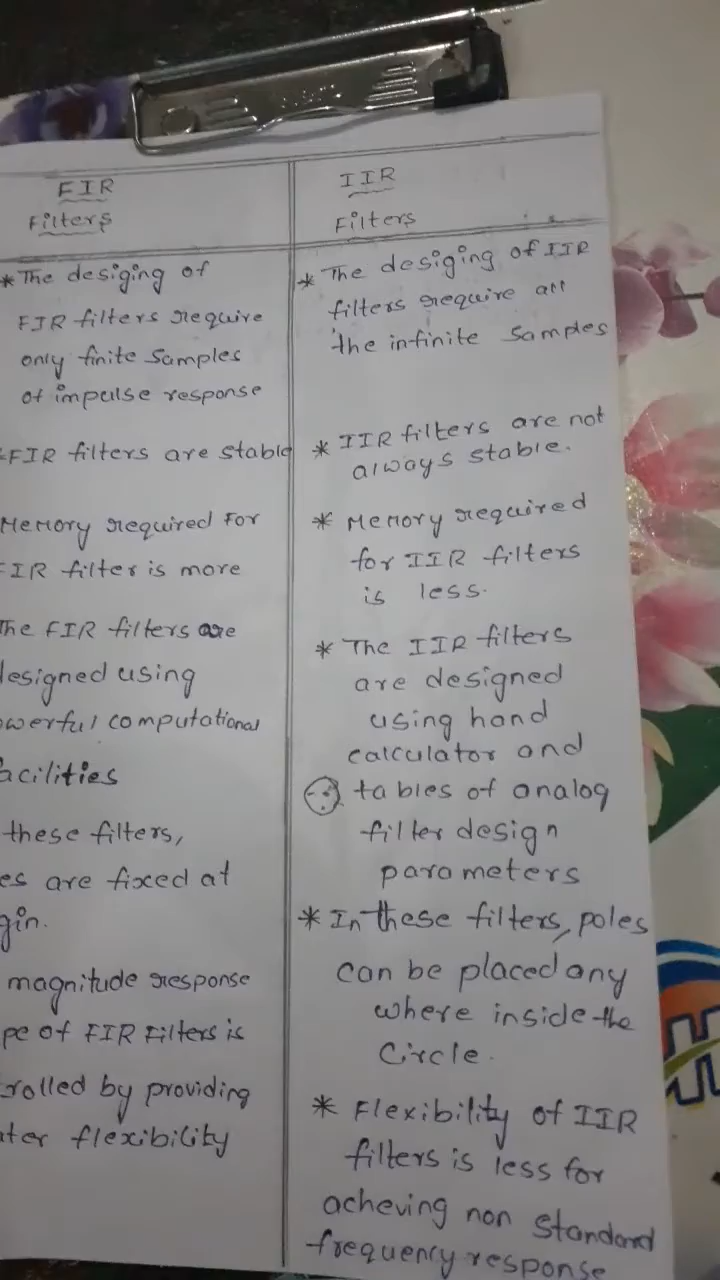 FIR
Filters
* The desiging of
FIR filters require
only finite samples
of impulse response
FIR filters are stable
Memory required For
FIR filter is more
The FIR filters are
designed using
powerful computational
facilities
these filters,
es are fixed at
gin.
magnitude response
pe of FIR Filters is
rolled by providing
ater flexibility
IIR
Filters
* The desiging of IIR
filters require all
the infinite samples
* IIR filters are not
always stable.
* Memory required
for IIR filters
is less.
* The IIR filters
are designed
using hand
calculator and
tables of analog
filter design
parameters
* In these filters, poles
can be placed any
where inside the
Circle.
* Flexibility of IIR
filters is less for
acheving non standard
frequency response